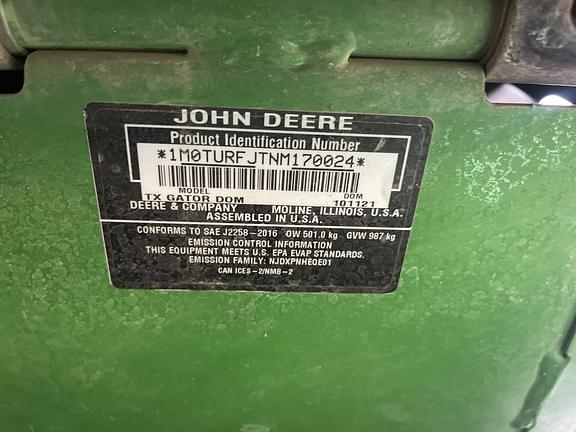 JOHN DEERE
Product Identification Number
*1M0TURFJTNM170024*
MODEL DOM
TX GATOR DOM 101121
DEERE & COMPANY MOLINE, ILLINOIS, U.S.A.
ASSEMBLED IN U.S.A.
CONFORMS TO SAE J2258-2016 OW 501.0 kg GVW 987 kg
EMISSION CONTROL INFORMATION
THIS EQUIPMENT MEETS U.S. EPA EVAP STANDARDS.
EMISSION FAMILY: NJDXPNHEQE01
CAN ICES-2/NMB-2